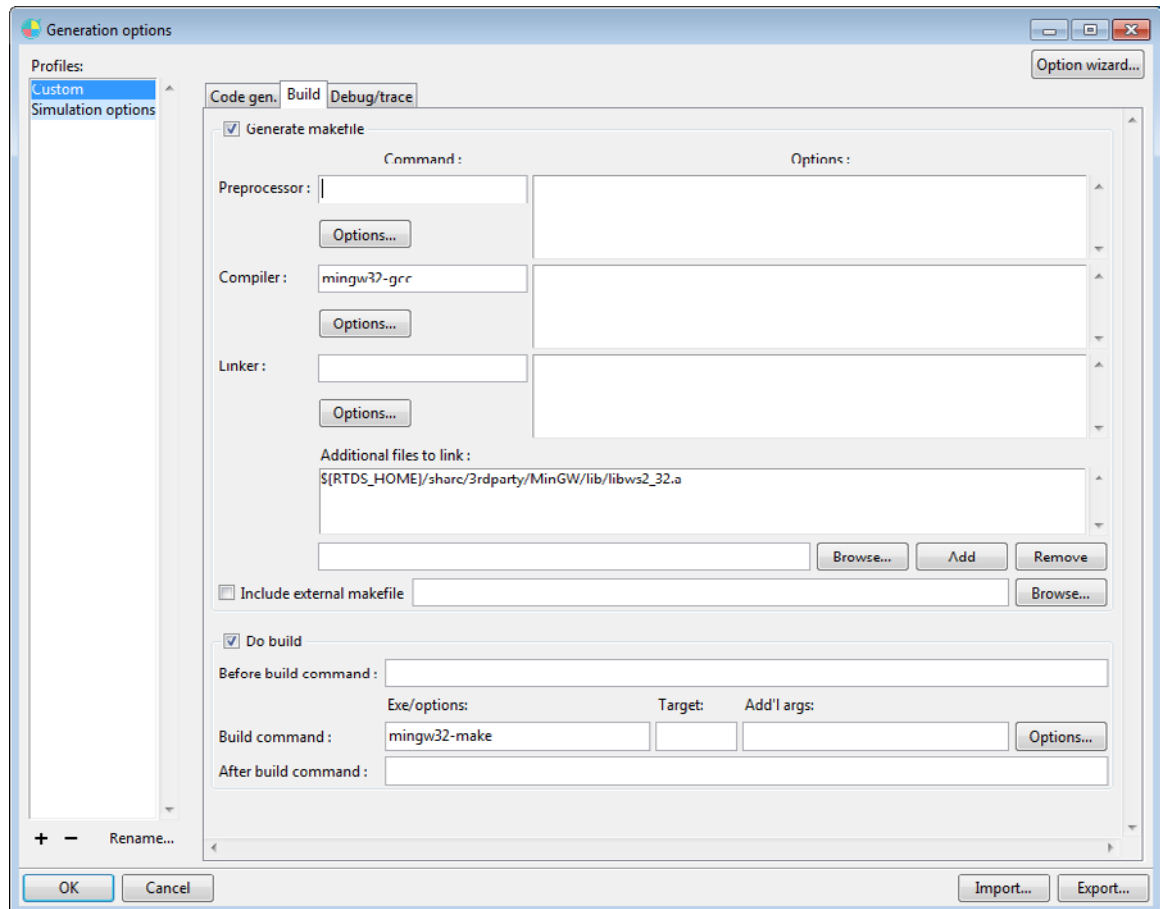 Generation options
Profiles:
Option wizard...
Custom
Simulation options
Code gen. Build Debug/trace
Generate makefile
Command : Options :
Preprocessor :
Options...
Compiler : mingw32-gcc
Options...
Linker :
Options...
Additional files to link :
${RTDS_HOME}/share/3rdparty/MinGW/lib/libws2_32.a
Browse... Add Remove
Include external makefile Browse...
Do build
Before build command :
Exe/options: Target: Add'l args:
Build command : mingw32-make Options...
After build command :
+ − Rename...
OK Cancel Import... Export...